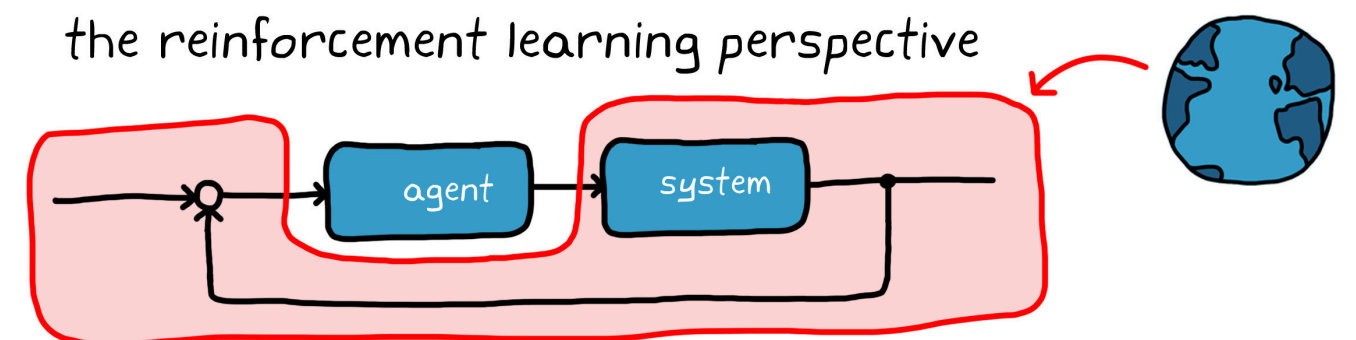 the reinforcement learning perspective
agent
system